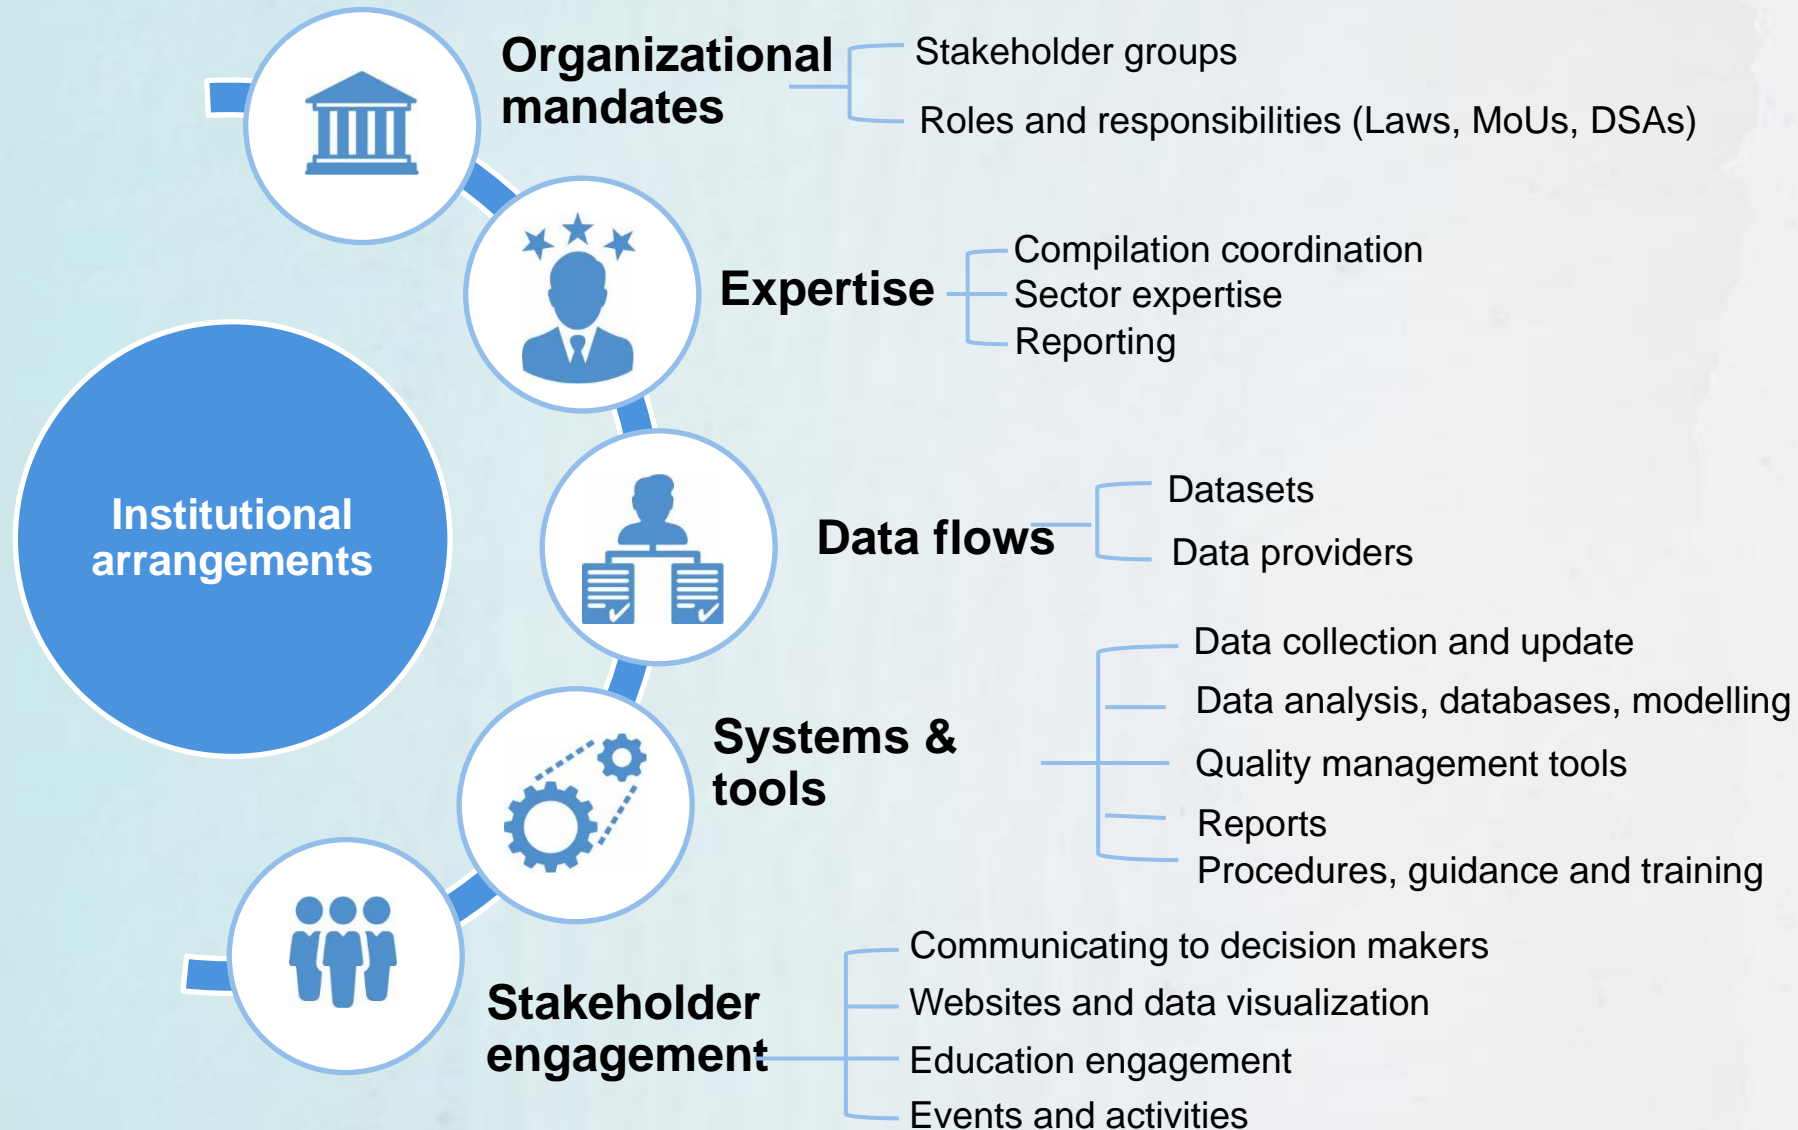 Organizational
mandates
Stakeholder groups
Roles and responsibilities (Laws, MoUs, DSAs)
Expertise
Compilation coordination
Sector expertise
Reporting
Institutional
arrangements
Data flows
Datasets
Data providers
Systems &
tools
Data collection and update
Data analysis, databases, modelling
Quality management tools
Reports
Procedures, guidance and training
Stakeholder
engagement
Communicating to decision makers
Websites and data visualization
Education engagement
Events and activities